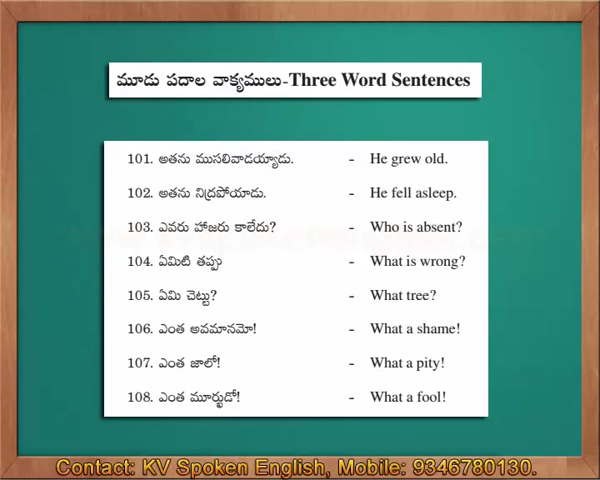 మూడు పదాల వాక్యములు-Three Word Sentences
101. అతను ముసలివాడయ్యాడు. - He grew old.
102. అతను నిద్రపోయాడు. - He fell asleep.
103. ఎవరు హాజరు కాలేదు? - Who is absent?
104. ఏమిటి తప్పు - What is wrong?
105. ఏమి చెట్టు? - What tree?
106. ఎంత అవమానమో! - What a shame!
107. ఎంత జాలో! - What a pity!
108. ఎంత మూర్ఖుడో! - What a fool!
Contact: KV Spoken English, Mobile: 9346780130.